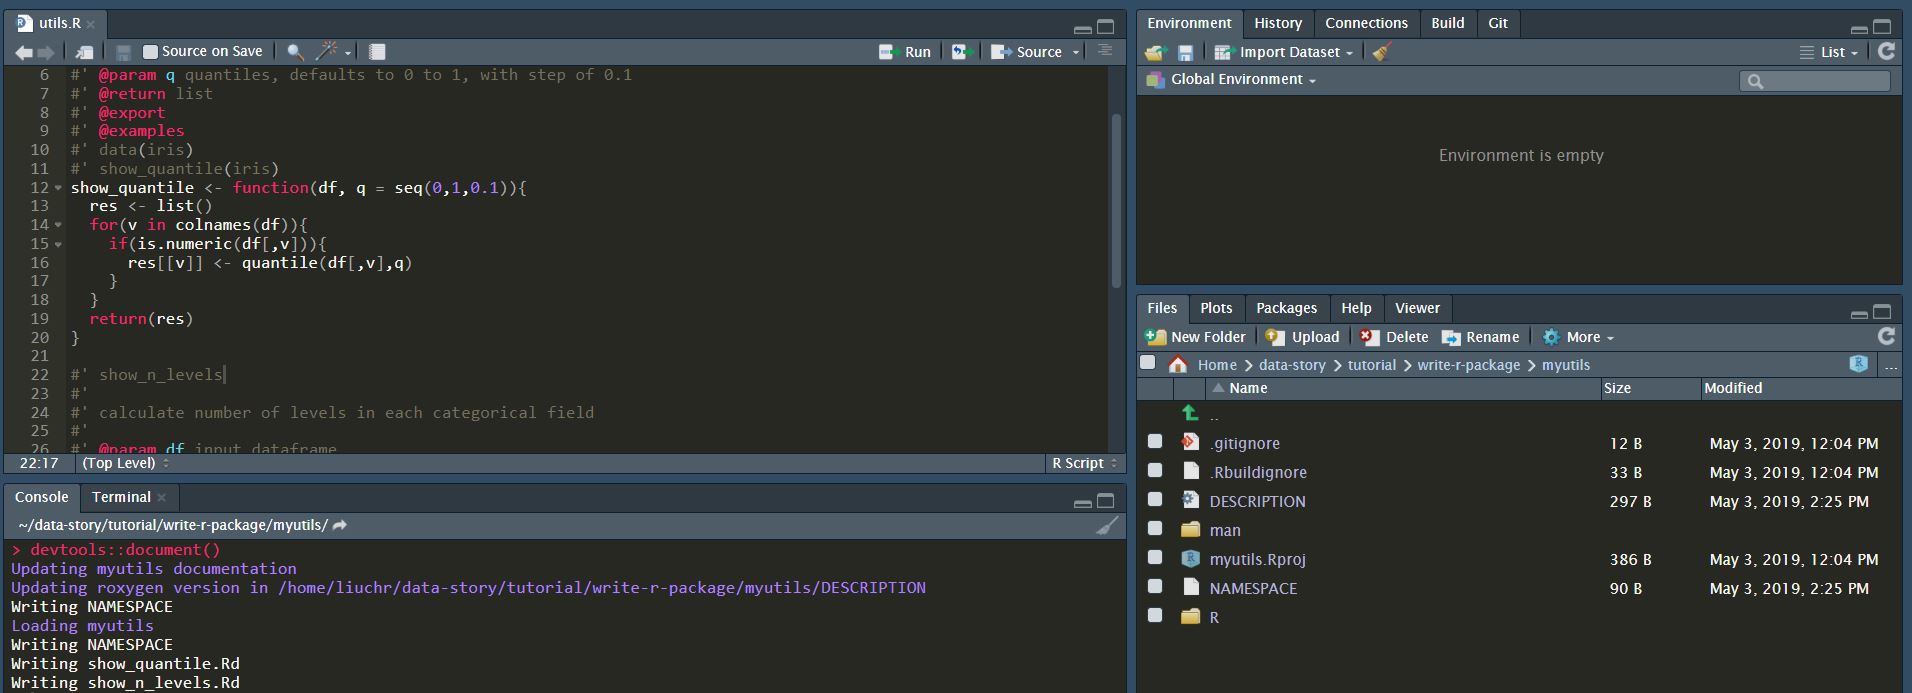 utils.R
Source on Save
Run
Source
6 #' @param q quantiles, defaults to 0 to 1, with step of 0.1
7 #' @return list
8 #' @export
9 #' @examples
10 #' data(iris)
11 #' show_quantile(iris)
12 show_quantile <- function(df, q = seq(0,1,0.1)){
13 res <- list()
14 for(v in colnames(df)){
15 if(is.numeric(df[,v])){
16 res[[v]] <- quantile(df[,v],q)
17 }
18 }
19 return(res)
20 }
21
22 #' show_n_levels
23 #'
24 #' calculate number of levels in each categorical field
25 #'
26 #' @param df input dataframe
22:17 (Top Level) R Script
Console Terminal
~/data-story/tutorial/write-r-package/myutils/
> devtools::document()
Updating myutils documentation
Updating roxygen version in /home/liuchr/data-story/tutorial/write-r-package/myutils/DESCRIPTION
Writing NAMESPACE
Loading myutils
Writing NAMESPACE
Writing show_quantile.Rd
Writing show_n_levels.Rd
Environment History Connections Build Git
Import Dataset List
Global Environment
Environment is empty
Files Plots Packages Help Viewer
New Folder Upload Delete Rename More
Home > data-story > tutorial > write-r-package > myutils ...
Name Size Modified
..
.gitignore 12 B May 3, 2019, 12:04 PM
.Rbuildignore 33 B May 3, 2019, 12:04 PM
DESCRIPTION 297 B May 3, 2019, 2:25 PM
man
myutils.Rproj 386 B May 3, 2019, 12:04 PM
NAMESPACE 90 B May 3, 2019, 2:25 PM
R